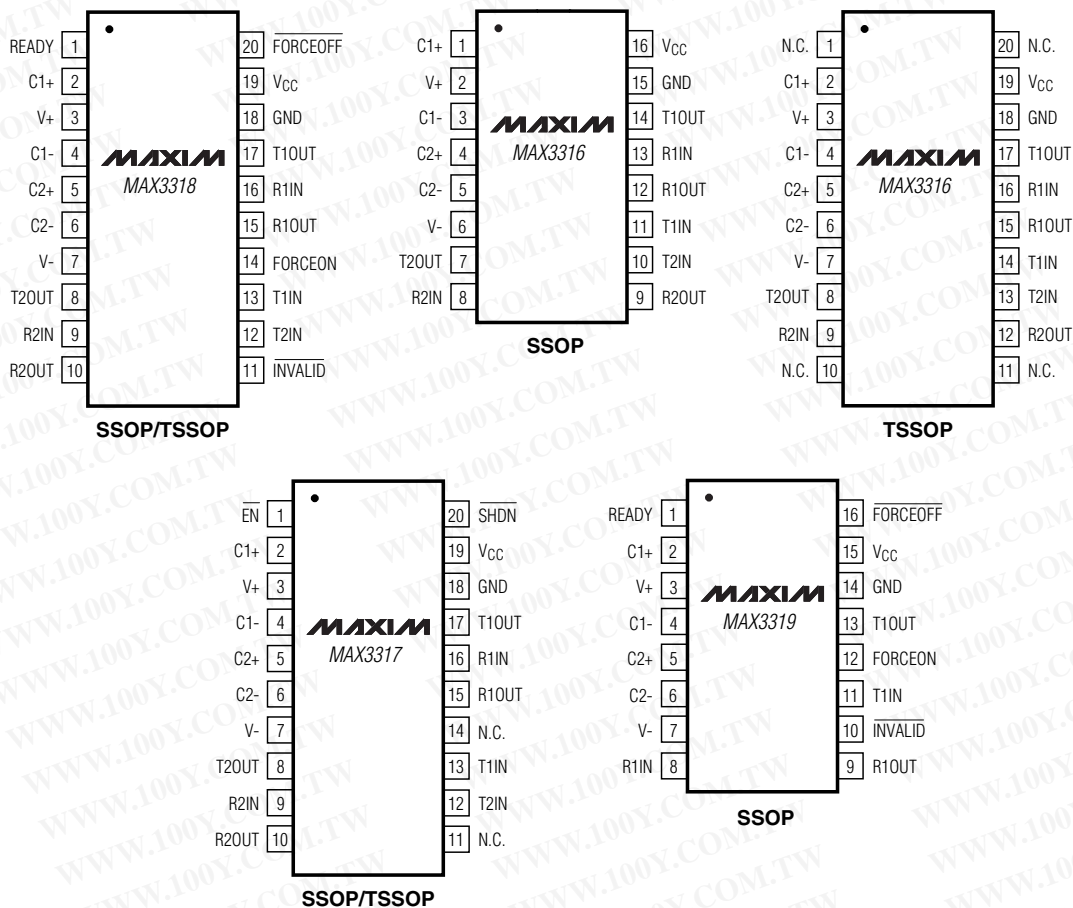 READY 1
C1+ 2
V+ 3
C1- 4
C2+ 5
C2- 6
V- 7
T2OUT 8
R2IN 9
R2OUT 10
20 FORCEOFF
19 VCC
18 GND
17 T1OUT
16 R1IN
15 R1OUT
14 FORCEON
13 T1IN
12 T2IN
11 INVALID
MAXIM
MAX3318
SSOP/TSSOP
C1+ 1
V+ 2
C1- 3
C2+ 4
C2- 5
V- 6
T2OUT 7
R2IN 8
16 VCC
15 GND
14 T1OUT
13 R1IN
12 R1OUT
11 T1IN
10 T2IN
9 R2OUT
MAXIM
MAX3316
SSOP
N.C. 1
C1+ 2
V+ 3
C1- 4
C2+ 5
C2- 6
V- 7
T2OUT 8
R2IN 9
N.C. 10
20 N.C.
19 VCC
18 GND
17 T1OUT
16 R1IN
15 R1OUT
14 T1IN
13 T2IN
12 R2OUT
11 N.C.
MAXIM
MAX3316
TSSOP
EN 1
C1+ 2
V+ 3
C1- 4
C2+ 5
C2- 6
V- 7
T2OUT 8
R2IN 9
R2OUT 10
20 SHDN
19 VCC
18 GND
17 T1OUT
16 R1IN
15 R1OUT
14 N.C.
13 T1IN
12 T2IN
11 N.C.
MAXIM
MAX3317
SSOP/TSSOP
READY 1
C1+ 2
V+ 3
C1- 4
C2+ 5
C2- 6
V- 7
R1IN 8
16 FORCEOFF
15 VCC
14 GND
13 T1OUT
12 FORCEON
11 T1IN
10 INVALID
9 R1OUT
MAXIM
MAX3319
SSOP
WWW.100Y.COM.TW